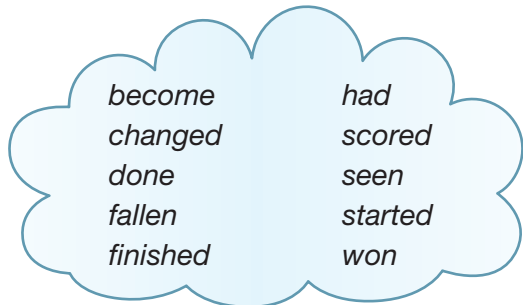 become
changed
done
fallen
finished
had
scored
seen
started
won